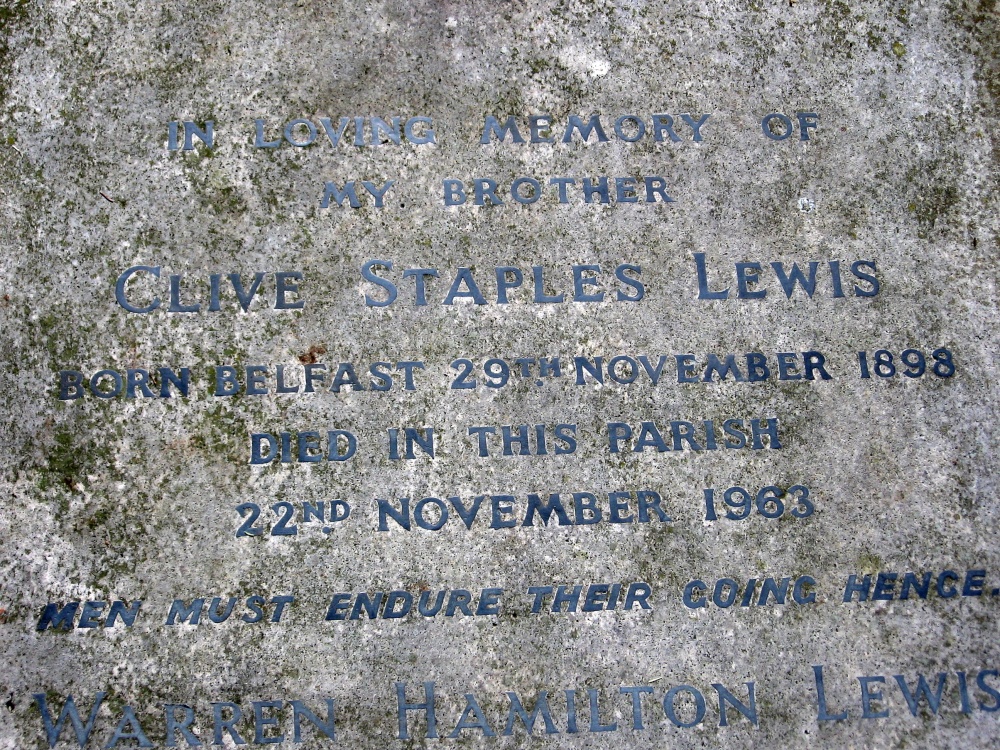 IN LOVING MEMORY OF
MY BROTHER
CLIVE STAPLES LEWIS
BORN BELFAST 29TH NOVEMBER 1898
DIED IN THIS PARISH
22ND NOVEMBER 1963
MEN MUST ENDURE THEIR GOING HENCE.
WARREN HAMILTON LEWIS